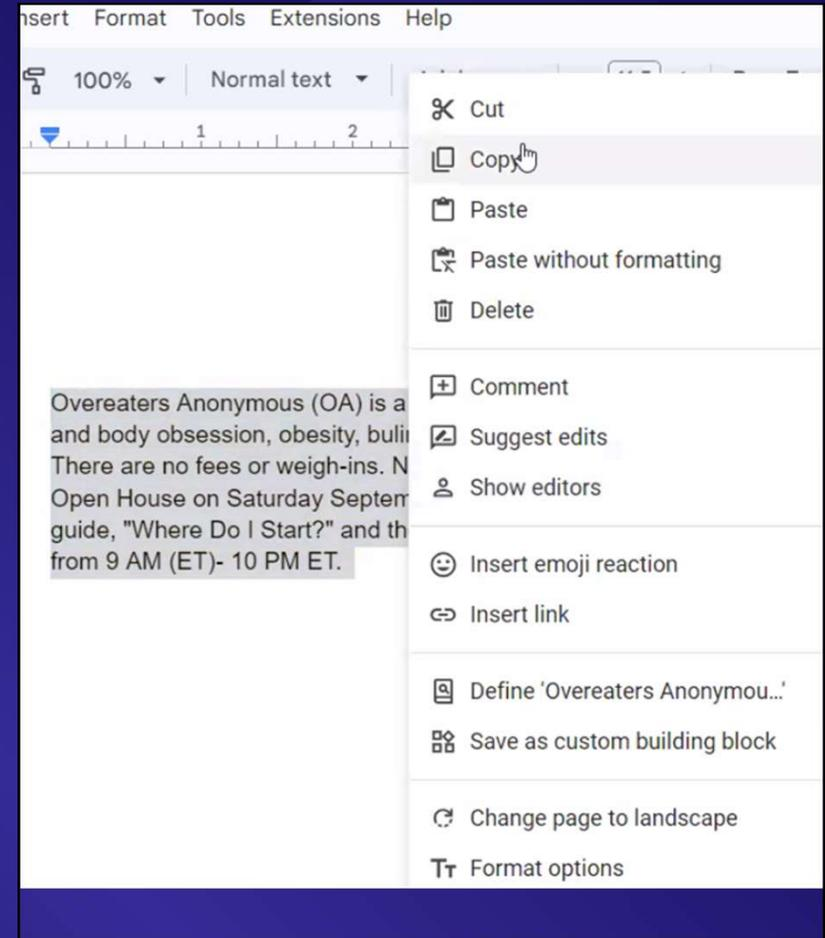 nsert Format Tools Extensions Help
100% Normal text
1 2
Cut
Copy
Paste
Paste without formatting
Delete
Comment
Suggest edits
Show editors
Insert emoji reaction
Insert link
Define 'Overeaters Anonymou...'
Save as custom building block
Change page to landscape
Format options
Overeaters Anonymous (OA) is a
and body obsession, obesity, bulin
There are no fees or weigh-ins. N
Open House on Saturday Septem
guide, "Where Do I Start?" and th
from 9 AM (ET)- 10 PM ET.